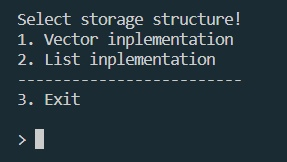 Select storage structure!
1. Vector inplementation
2. List inplementation
-------------------------
3. Exit
>